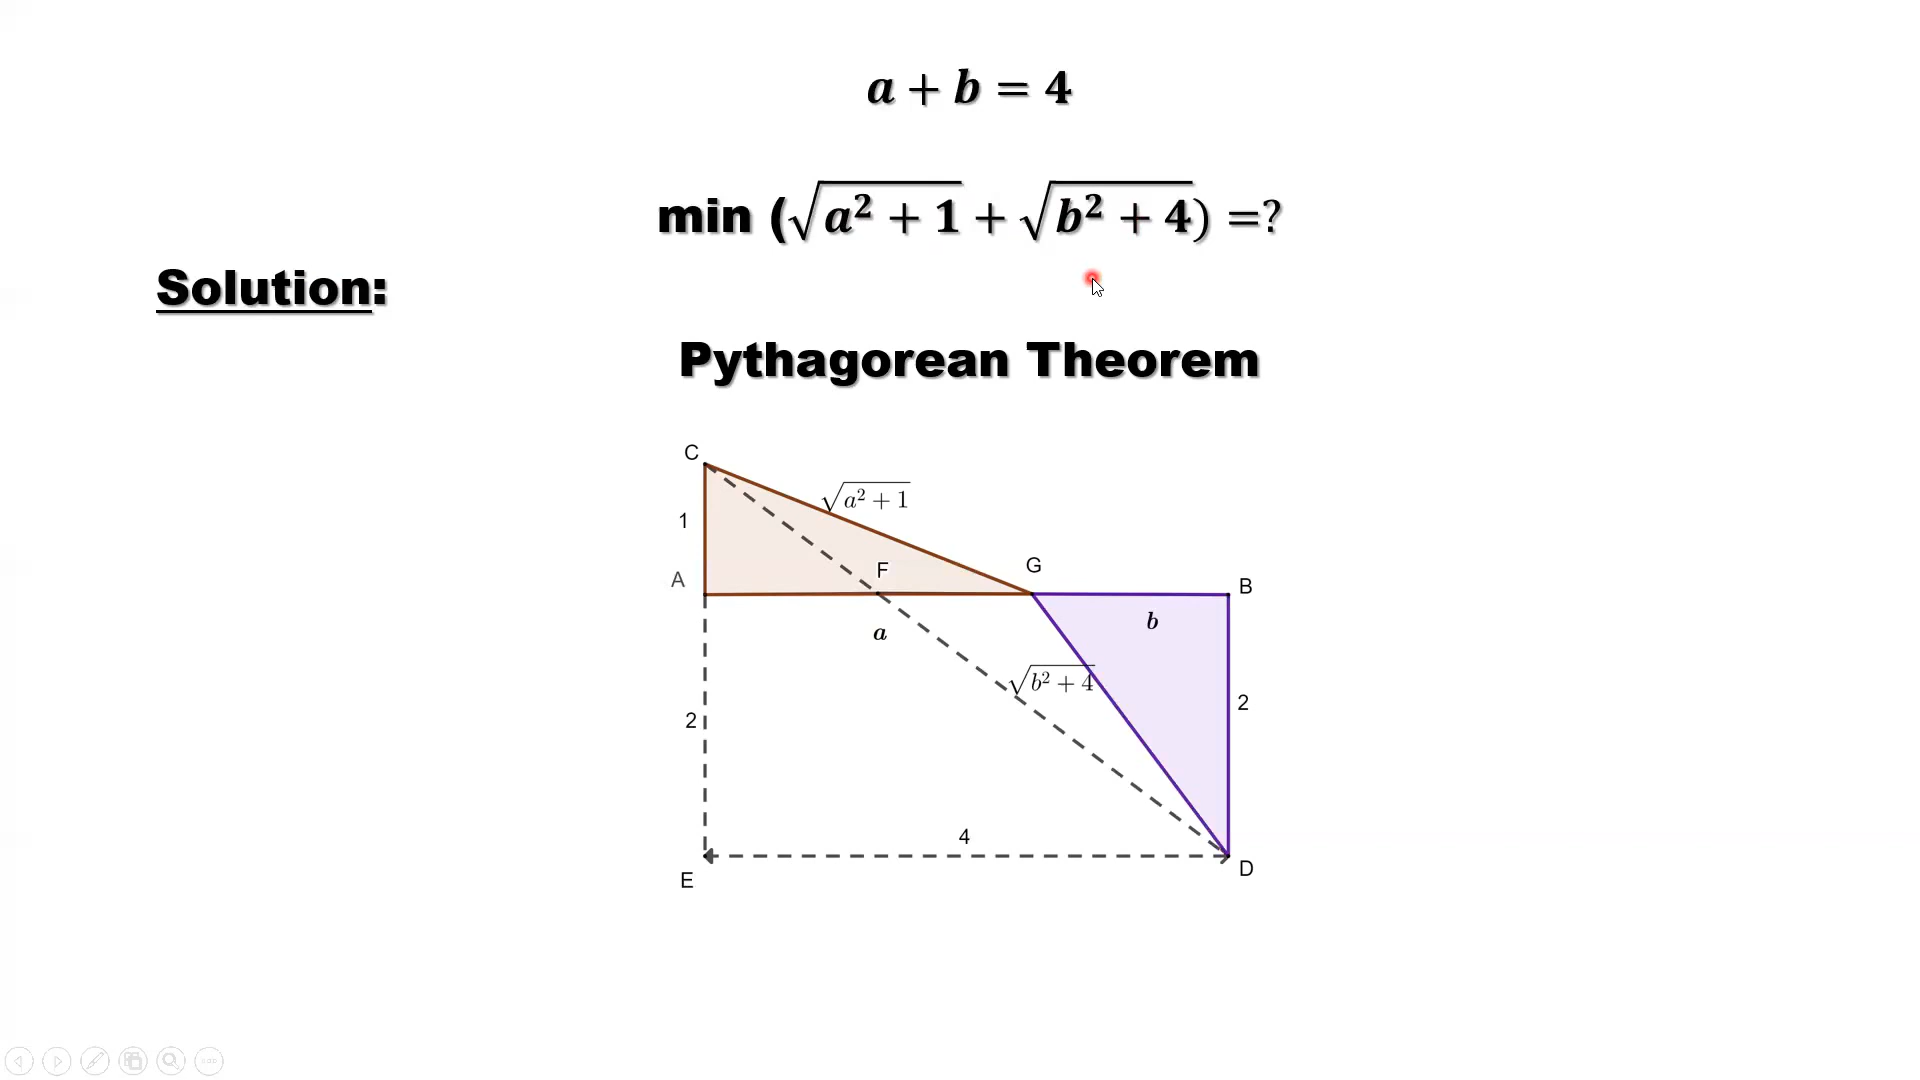 a + b = 4
min (√a² + 1 + √b² + 4) =?
Solution:
Pythagorean Theorem
C
√a² + 1
1
G
F
A
B
a
b
√b² + 4
2
2
4
E
D